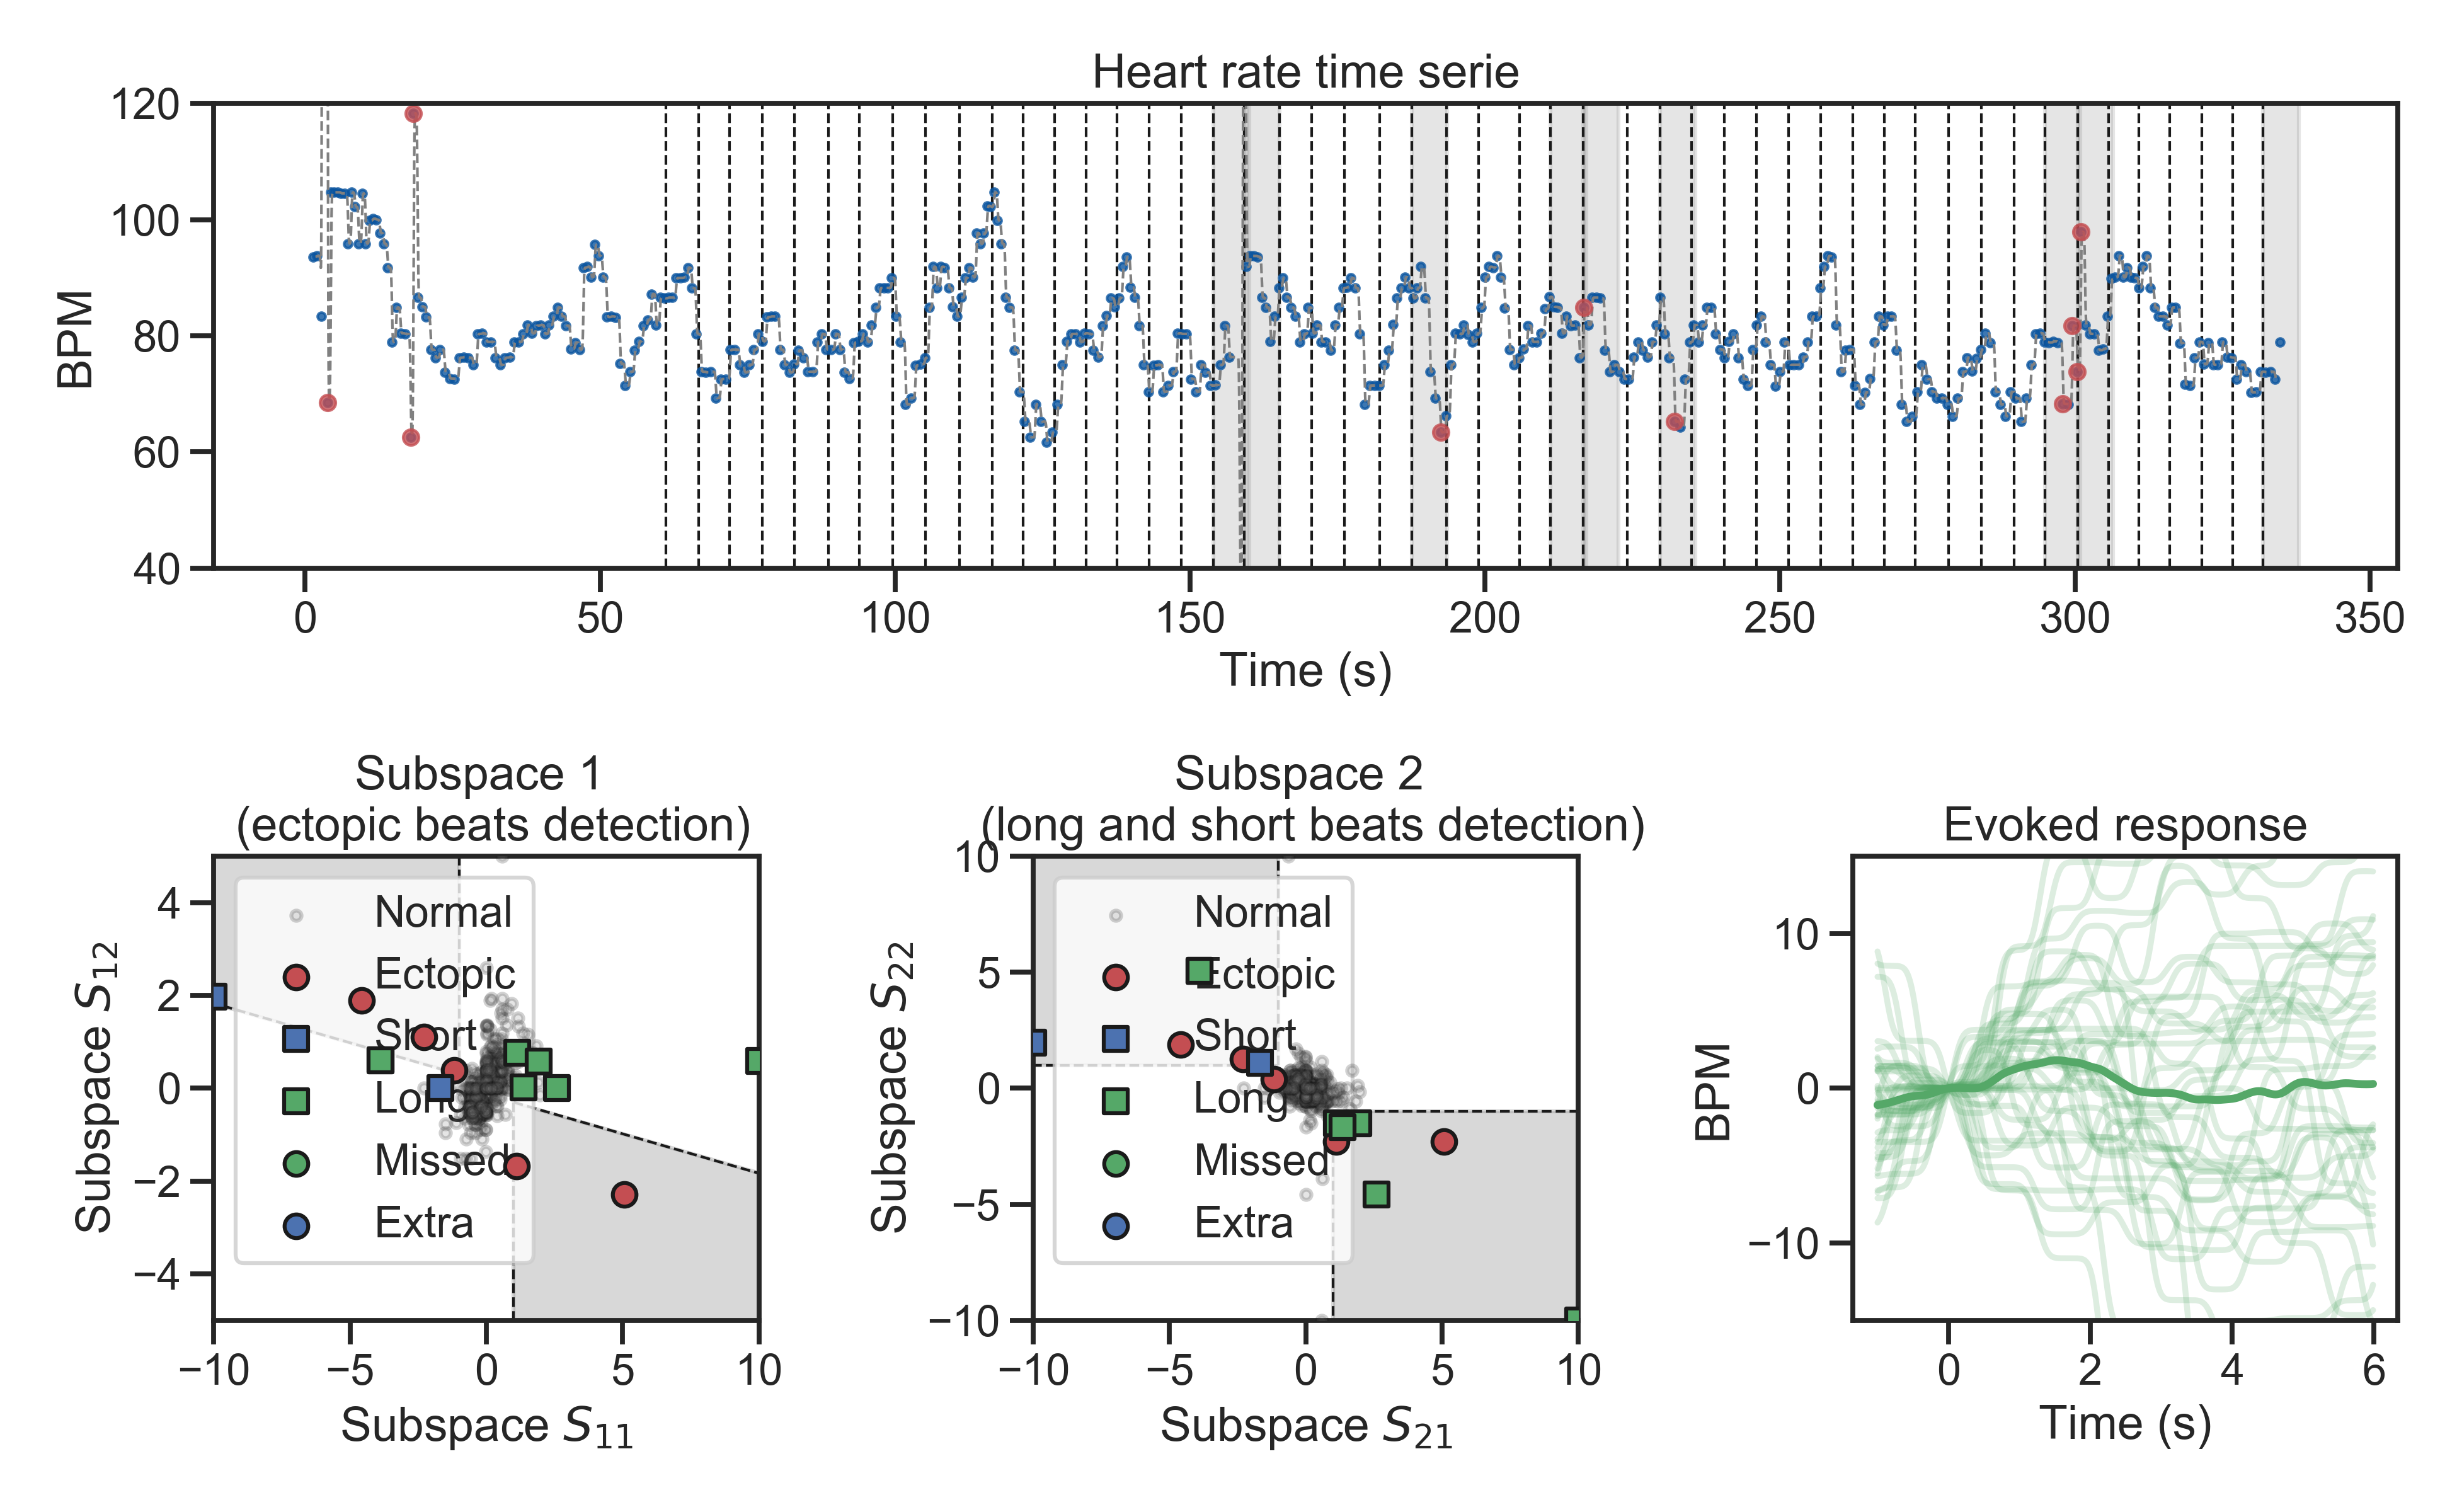 Heart rate time serie
120
100
80
60
40
BPM
0 50 100 150 200 250 300 350
Time (s)
Subspace 1
(ectopic beats detection)
4
2
0
−2
−4
Subspace S12
Normal
Ectopic
Short
Long
Missed
Extra
−10 −5 0 5 10
Subspace S11
Subspace 2
(long and short beats detection)
10
5
0
−5
−10
Subspace S22
Normal
Ectopic
Short
Long
Missed
Extra
−10 −5 0 5 10
Subspace S21
Evoked response
10
0
−10
BPM
0 2 4 6
Time (s)